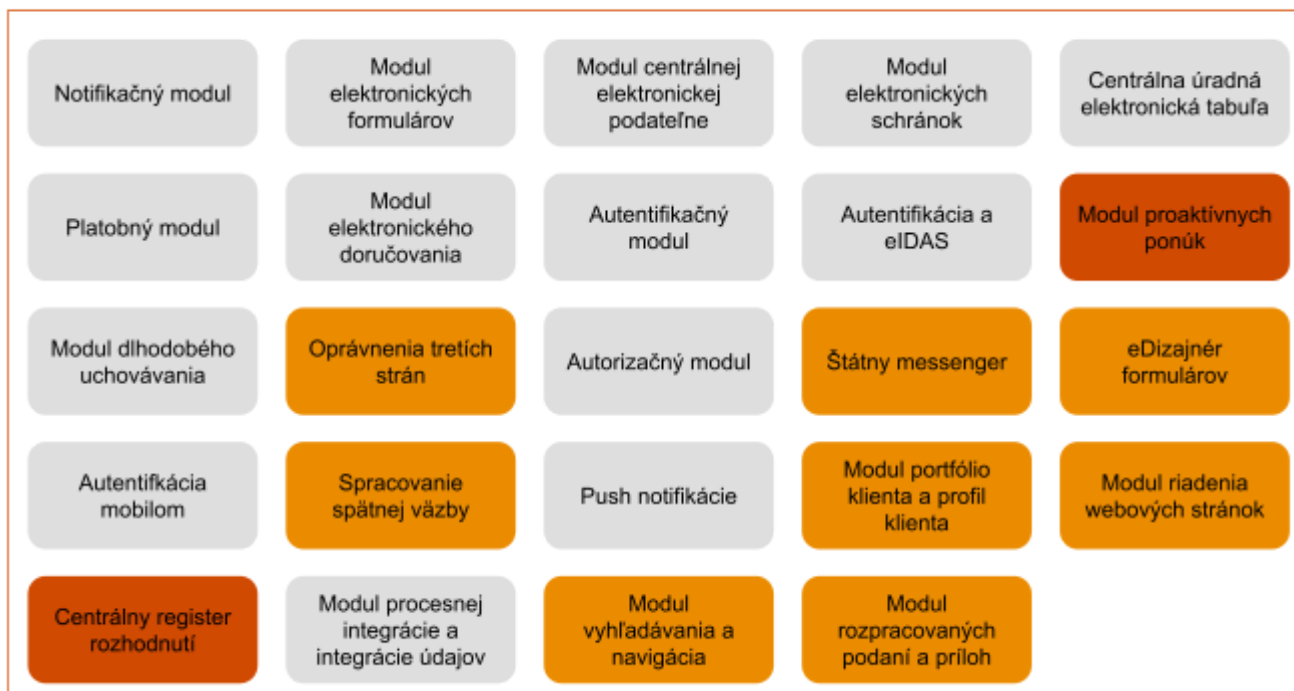 Notifikačný modul
Modul
elektronických
formulárov
Modul centrálnej
elektronickej
podateľne
Modul
elektronických
schránok
Centrálna úradná
elektronická tabuľa
Platobný modul
Modul
elektronického
doručovania
Autentifikačný
modul
Autentifikácia a
eIDAS
Modul proaktívnych
ponúk
Modul dlhodobého
uchovávania
Oprávnenia tretích
strán
Autorizačný modul
Štátny messenger
eDizajnér
formulárov
Autentifkácia
mobilom
Spracovanie
spätnej väzby
Push notifikácie
Modul portfólio
klienta a profil
klienta
Modul riadenia
webových stránok
Centrálny register
rozhodnutí
Modul procesnej
integrácie a
integrácie údajov
Modul
vyhľadávania a
navigácia
Modul
rozpracovaných
podaní a príloh